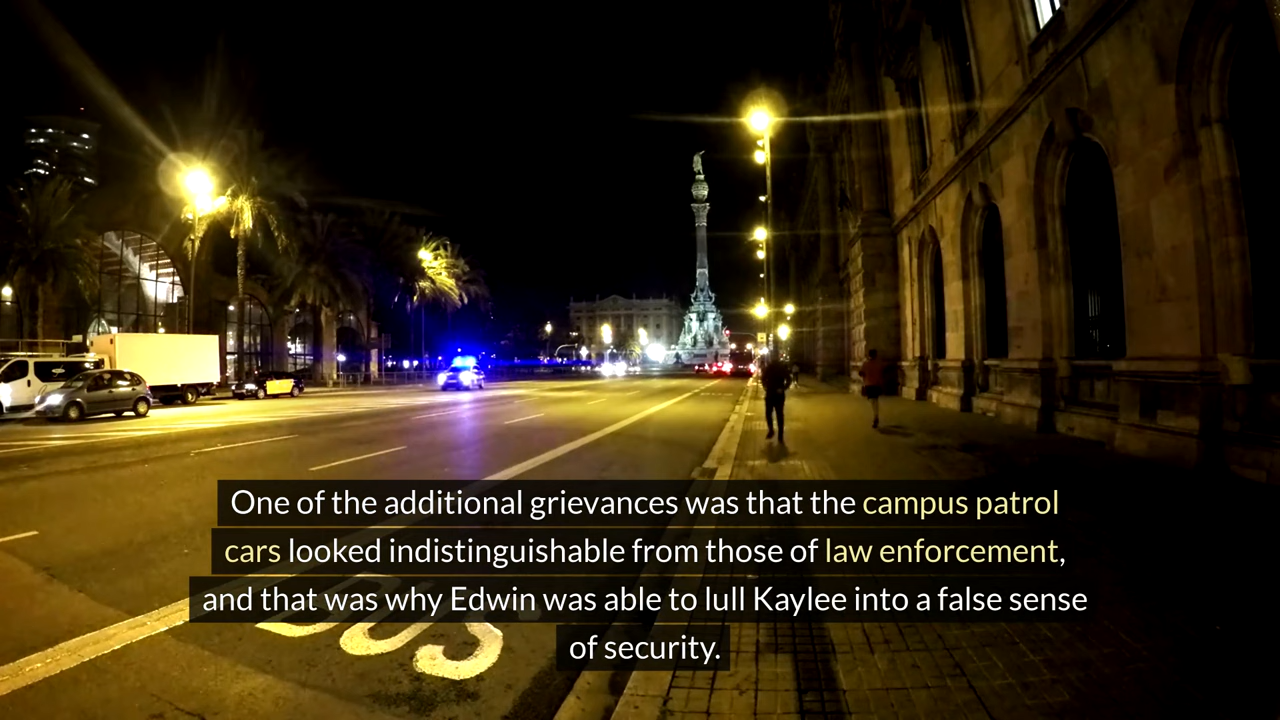 One of the additional grievances was that the campus patrol
cars looked indistinguishable from those of law enforcement,
and that was why Edwin was able to lull Kaylee into a false sense
of security.
BUS